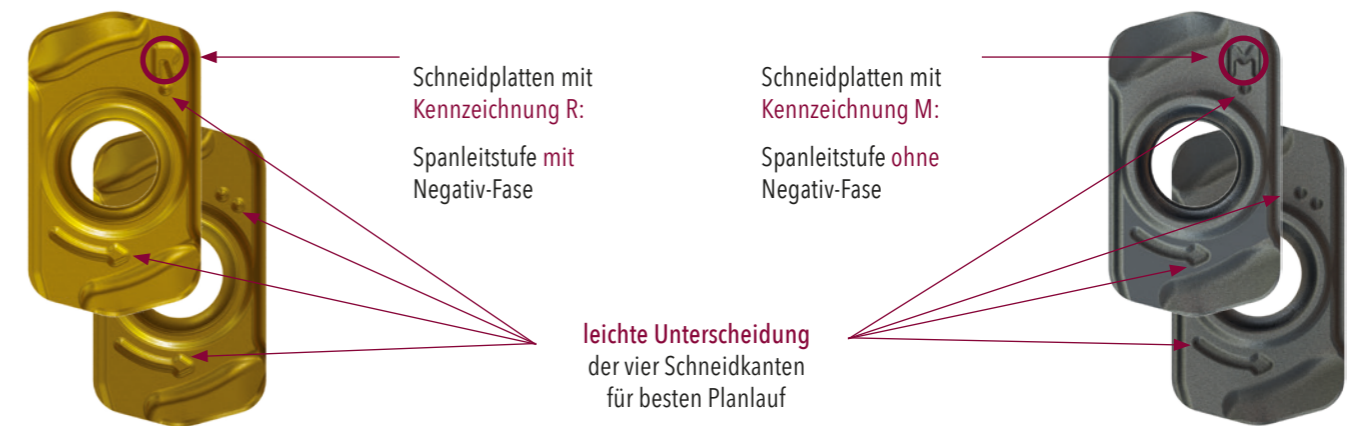 R
Schneidplatten mit
Kennzeichnung R:
Spanleitstufe mit
Negativ-Fase
Schneidplatten mit
Kennzeichnung M:
Spanleitstufe ohne
Negativ-Fase
M
leichte Unterscheidung
der vier Schneidkanten
für besten Planlauf